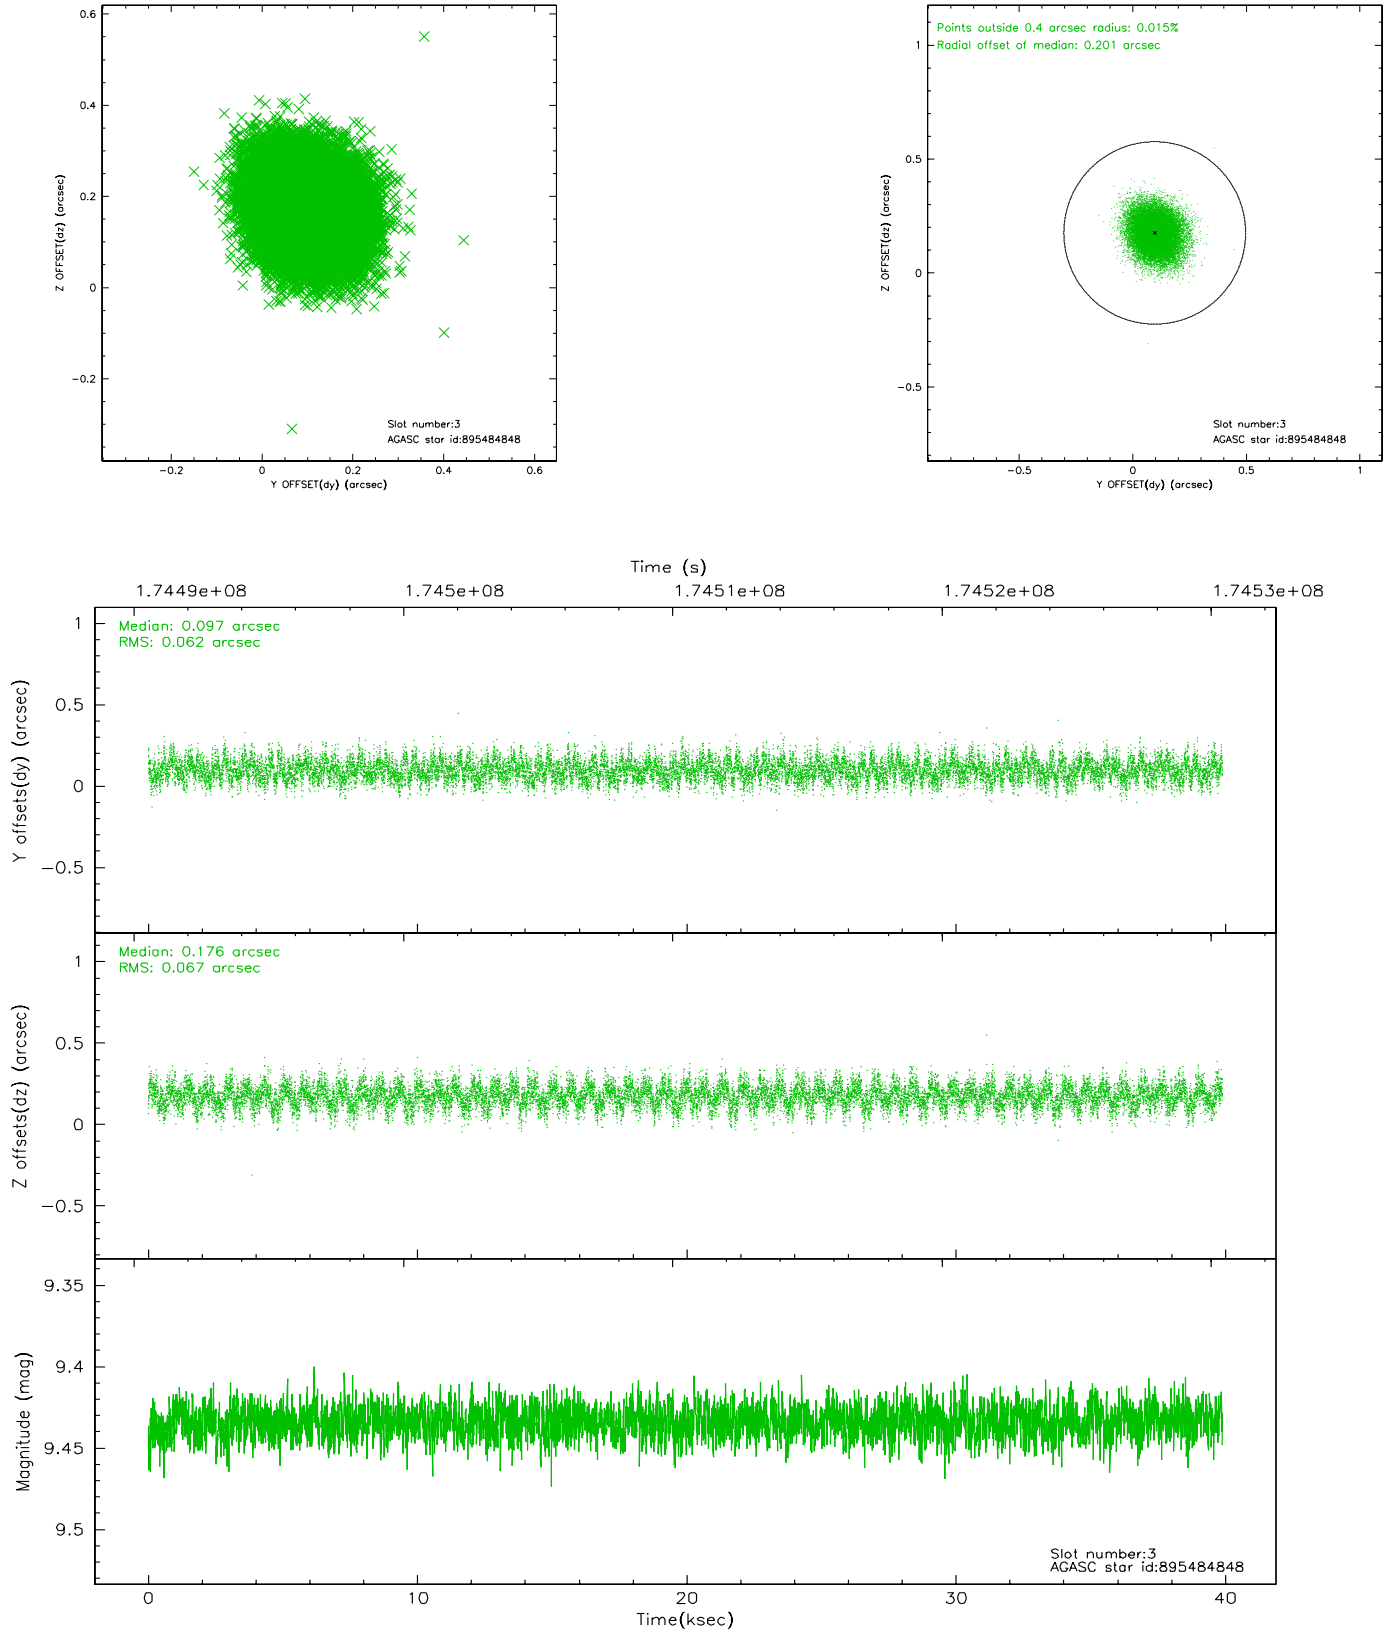 0.6
0.4
0.2
0
−0.2
Z OFFSET(dz) (arcsec)
Slot number:3
AGASC star id:895484848
−0.2 0 0.2 0.4 0.6
Y OFFSET(dy) (arcsec)
Points outside 0.4 arcsec radius: 0.015%
Radial offset of median: 0.201 arcsec
1
0.5
0
−0.5
Z OFFSET(dz) (arcsec)
Slot number:3
AGASC star id:895484848
−0.5 0 0.5 1
Y OFFSET(dy) (arcsec)
Time (s)
1.7449e+08 1.745e+08 1.7451e+08 1.7452e+08 1.7453e+08
Median: 0.097 arcsec
RMS: 0.062 arcsec
1
0.5
0
−0.5
Y offsets(dy) (arcsec)
Median: 0.176 arcsec
RMS: 0.067 arcsec
1
0.5
0
−0.5
Z offsets(dz) (arcsec)
9.35
9.4
9.45
9.5
Magnitude (mag)
Slot number:3
AGASC star id:895484848
0 10 20 30 40
Time(ksec)